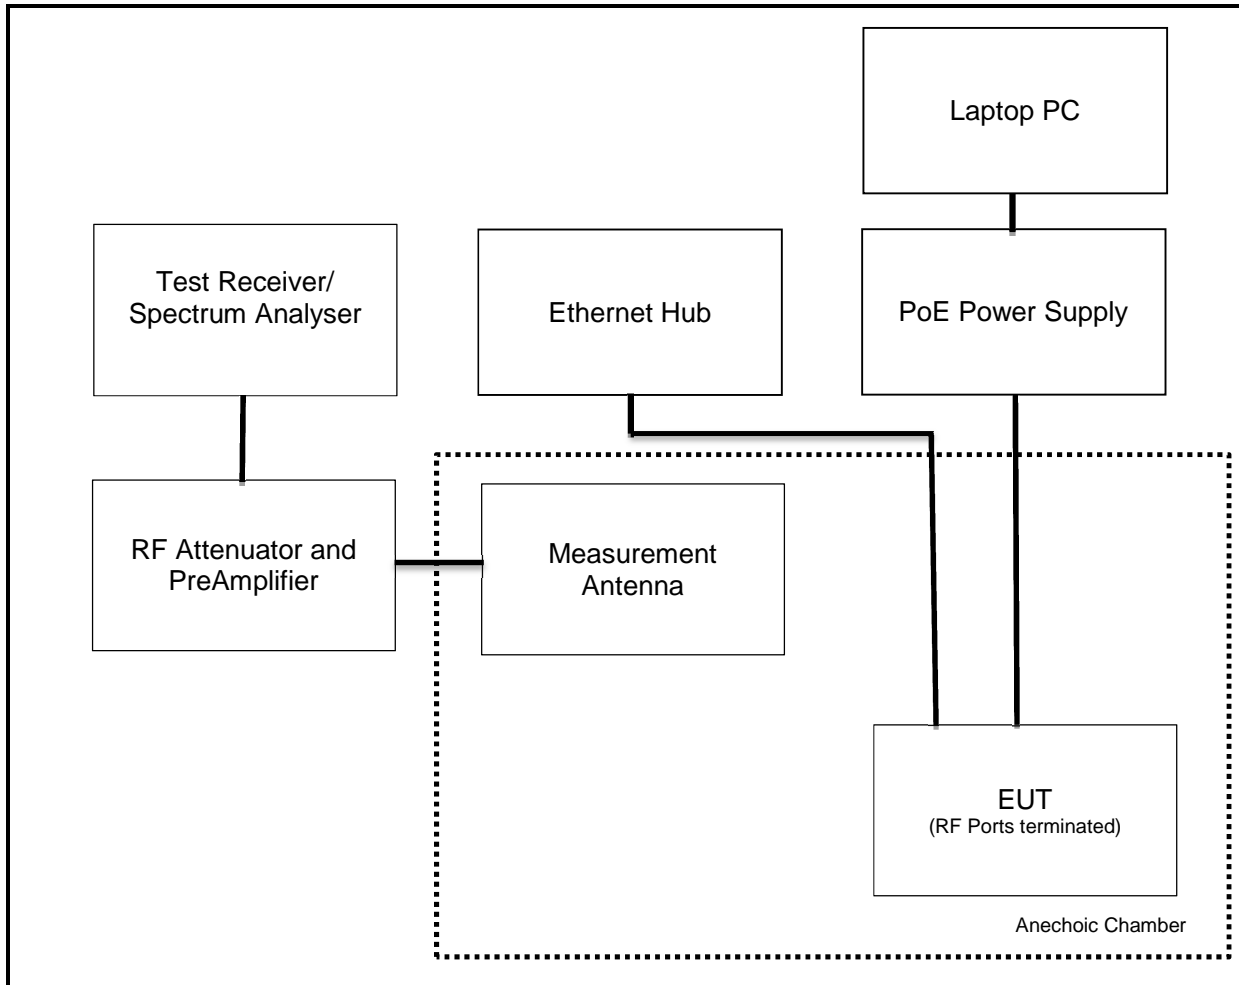 Laptop PC
Test Receiver/
Spectrum Analyser
Ethernet Hub
PoE Power Supply
RF Attenuator and
PreAmplifier
Measurement
Antenna
EUT
(RF Ports terminated)
Anechoic Chamber